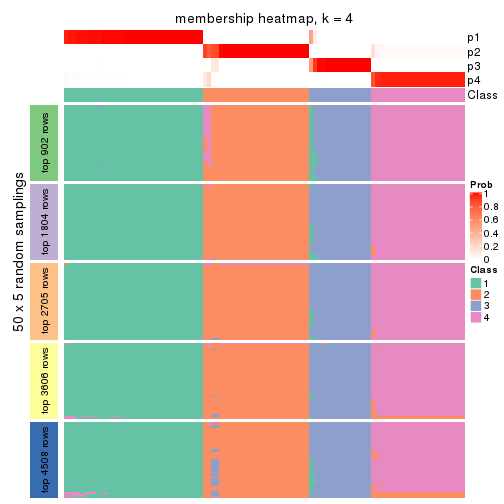 membership heatmap, k = 4
p1
p2
p3
p4
Class
50 x 5 random samplings
top 902 rows
top 1804 rows
top 2705 rows
top 3606 rows
top 4508 rows
Prob
1
0.8
0.6
0.4
0.2
0
Class
1
2
3
4